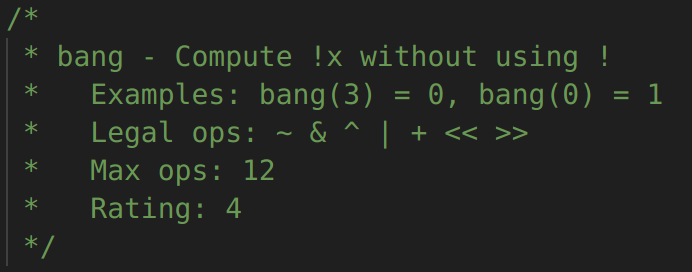 /*
 * bang - Compute !x without using !
 *   Examples: bang(3) = 0, bang(0) = 1
 *   Legal ops: ~ & ^ | + << >>
 *   Max ops: 12
 *   Rating: 4
 */